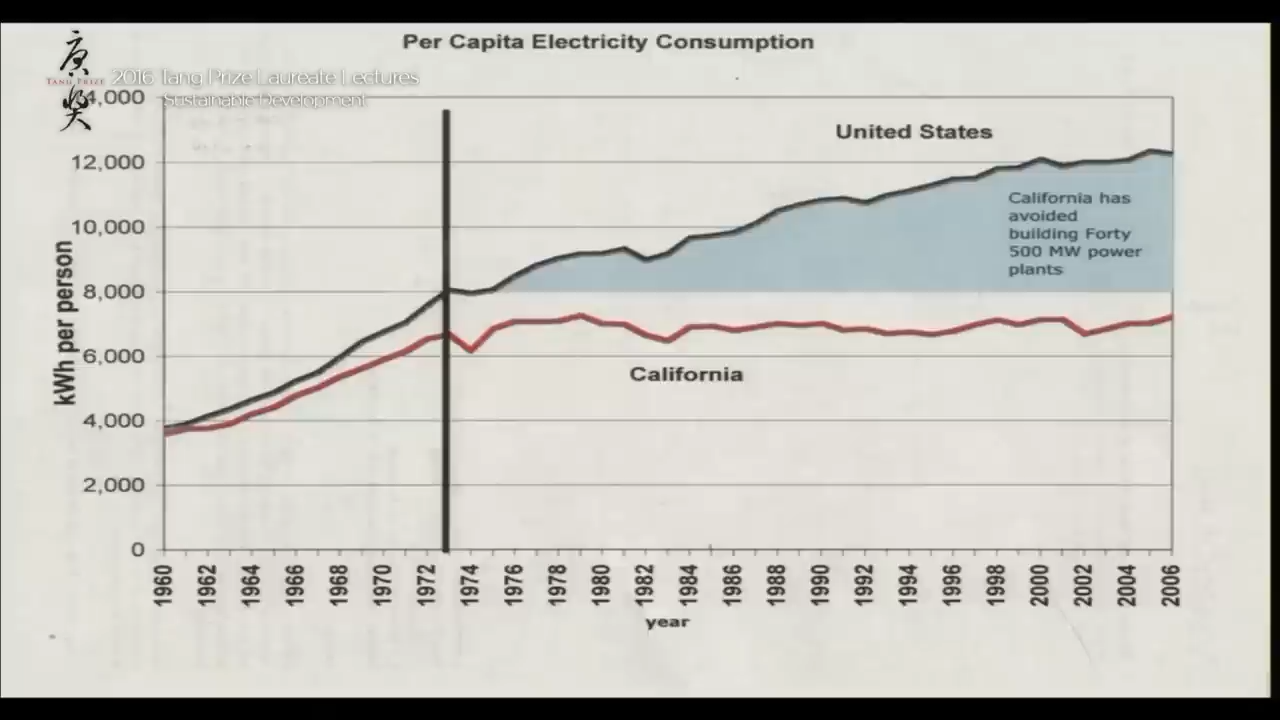 Per Capita Electricity Consumption
唐
TANG PRIZE
獎
2016 Tang Prize Laureate Lectures
Sustainable Development
4,000
12,000
10,000
8,000
6,000
4,000
2,000
0
kWh per person
United States
California has
avoided
building Forty
500 MW power
plants
California
1960 1962 1964 1966 1968 1970 1972 1974 1976 1978 1980 1982 1984 1986 1988 1990 1992 1994 1996 1998 2000 2002 2004 2006
year